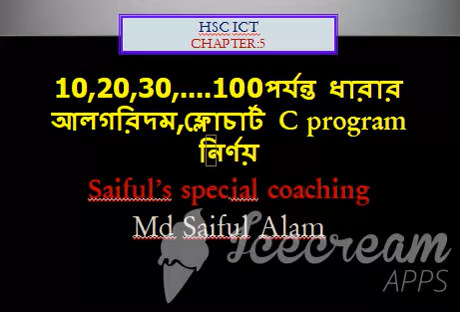 HSC ICT
CHAPTER:5
10,20,30,....100পর্যন্ত ধারার
আলগরিদম,ফ্লোচার্ট C program
নির্ণয়
Saiful's special coaching
Md Saiful Alam
Icecream
APPS